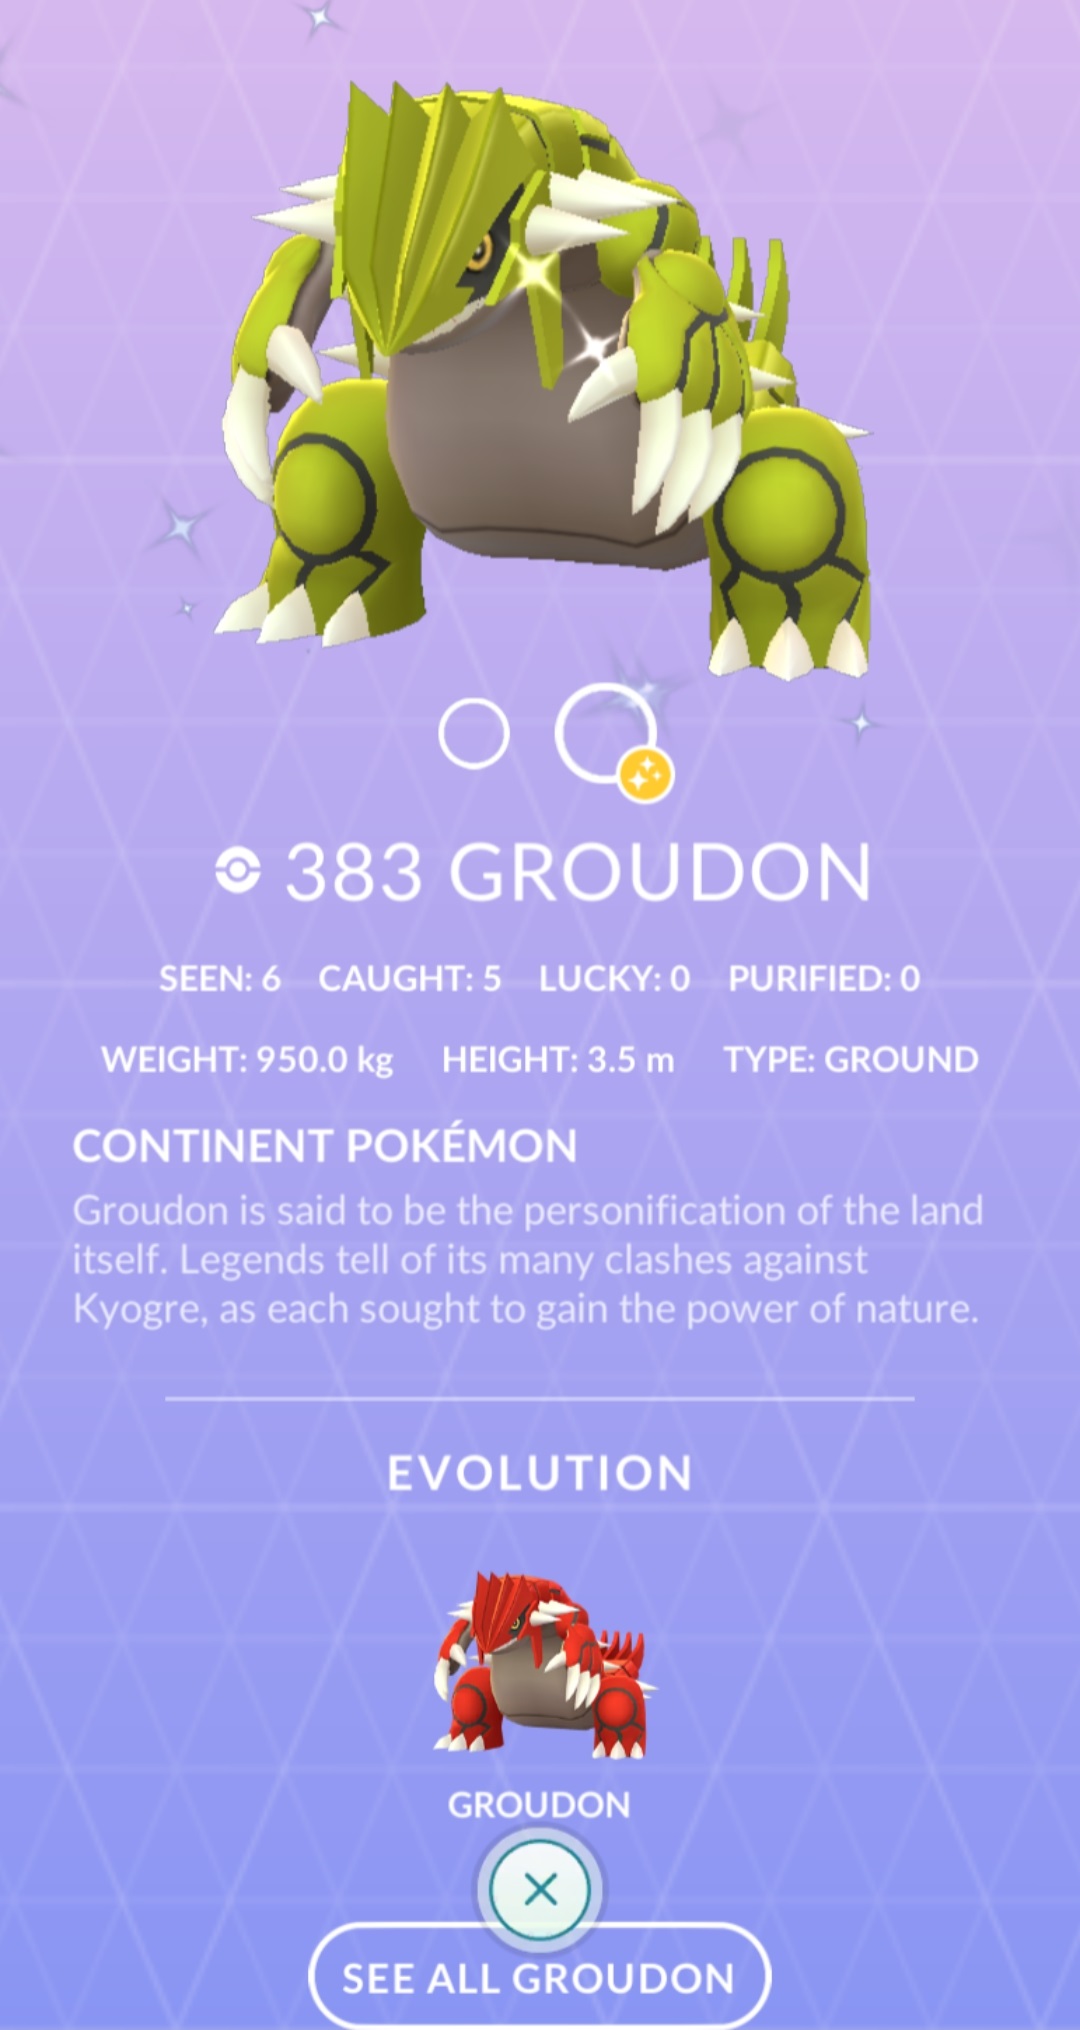 383 GROUDON
SEEN: 6 CAUGHT: 5 LUCKY: 0 PURIFIED: 0
WEIGHT: 950.0 kg HEIGHT: 3.5 m TYPE: GROUND
CONTINENT POKÉMON
Groudon is said to be the personification of the land
itself. Legends tell of its many clashes against
Kyogre, as each sought to gain the power of nature.
EVOLUTION
GROUDON
SEE ALL GROUDON